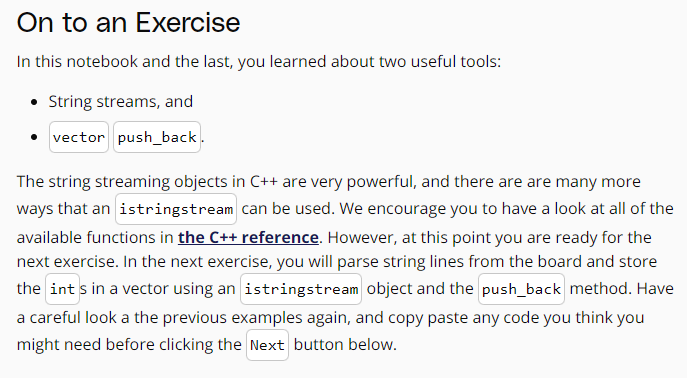 On to an Exercise
In this notebook and the last, you learned about two useful tools:
• String streams, and
• vector push_back.
The string streaming objects in C++ are very powerful, and there are are many more
ways that an istringstream can be used. We encourage you to have a look at all of the
available functions in the C++ reference. However, at this point you are ready for the
next exercise. In the next exercise, you will parse string lines from the board and store
the ints in a vector using an istringstream object and the push_back method. Have
a careful look a the previous examples again, and copy paste any code you think you
might need before clicking the Next button below.